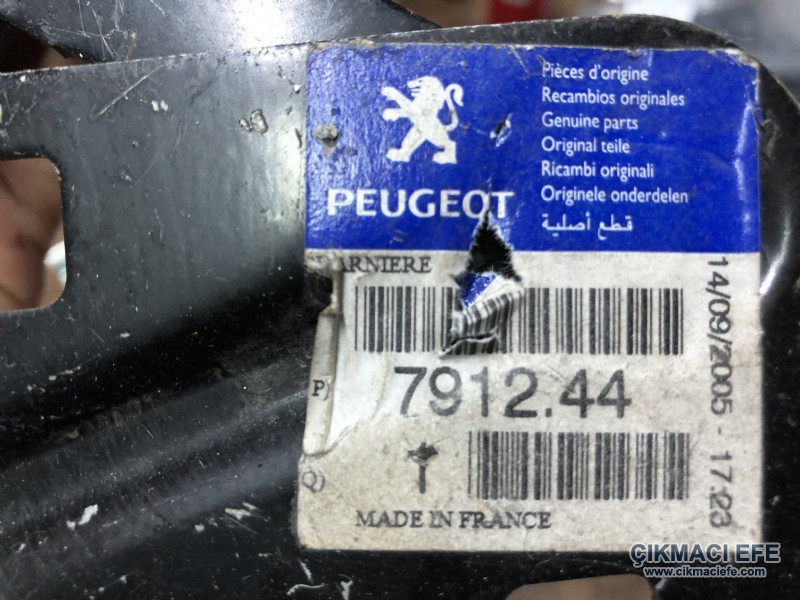 Pièces d'origine
Recambios originales
Genuine parts
Original teile
Ricambi originali
Originele onderdelen
قطع أصلية
PEUGEOT
14/09/2005 - 17:23
P)
7912.44
1
Q)
MADE IN FRANCE
ÇIKMACI EFE
www.cikmaciefe.com